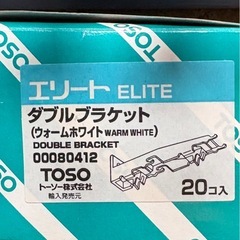 TOSO
エリート ELITE
ダブルブラケット
(ウォームホワイト WARM WHITE)
DOUBLE BRACKET
00080412
TOSO
トーソー株式会社
輸入発売元
20コ入